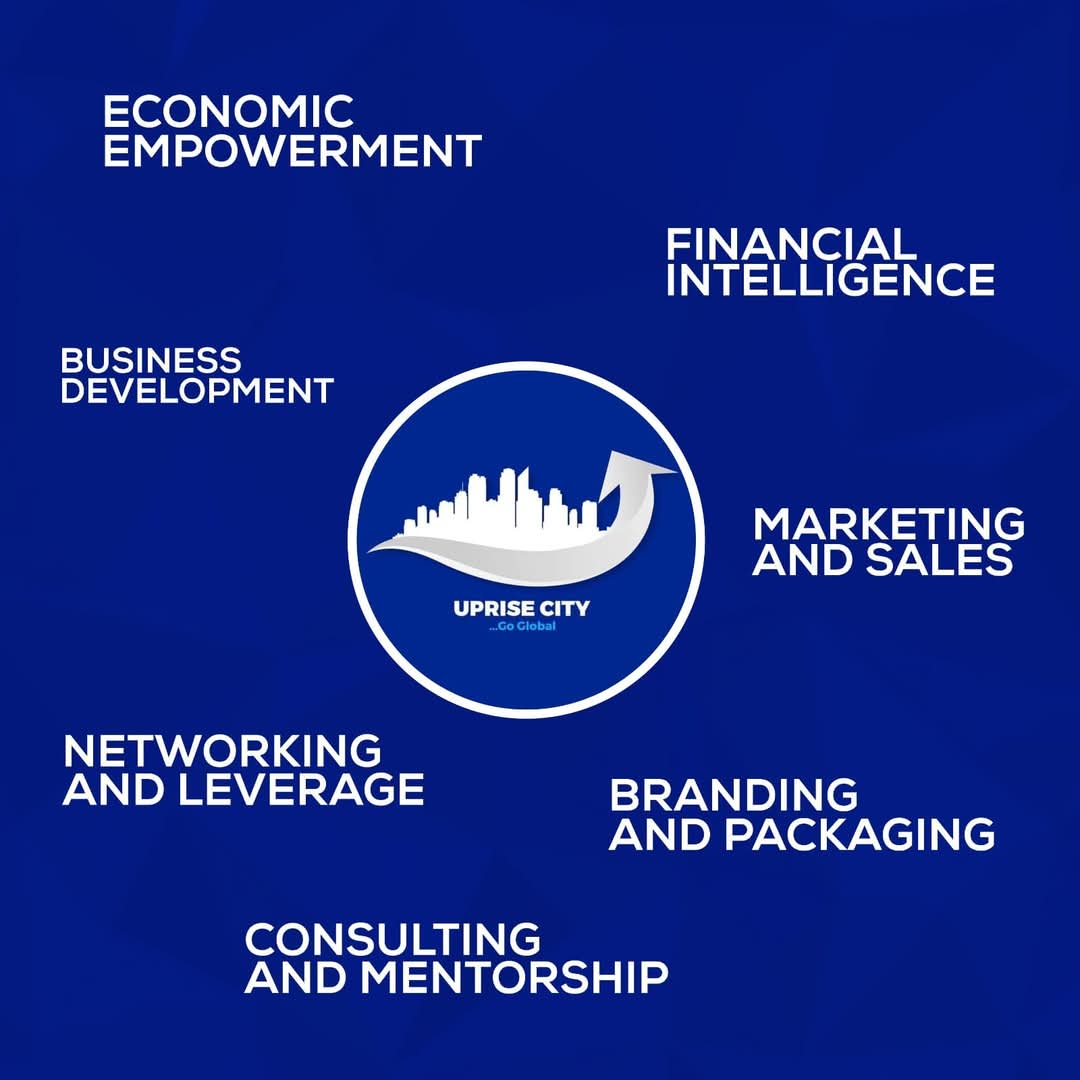 ECONOMIC
EMPOWERMENT
FINANCIAL
INTELLIGENCE
BUSINESS
DEVELOPMENT
UPRISE CITY
...Go Global
MARKETING
AND SALES
NETWORKING
AND LEVERAGE
BRANDING
AND PACKAGING
CONSULTING
AND MENTORSHIP